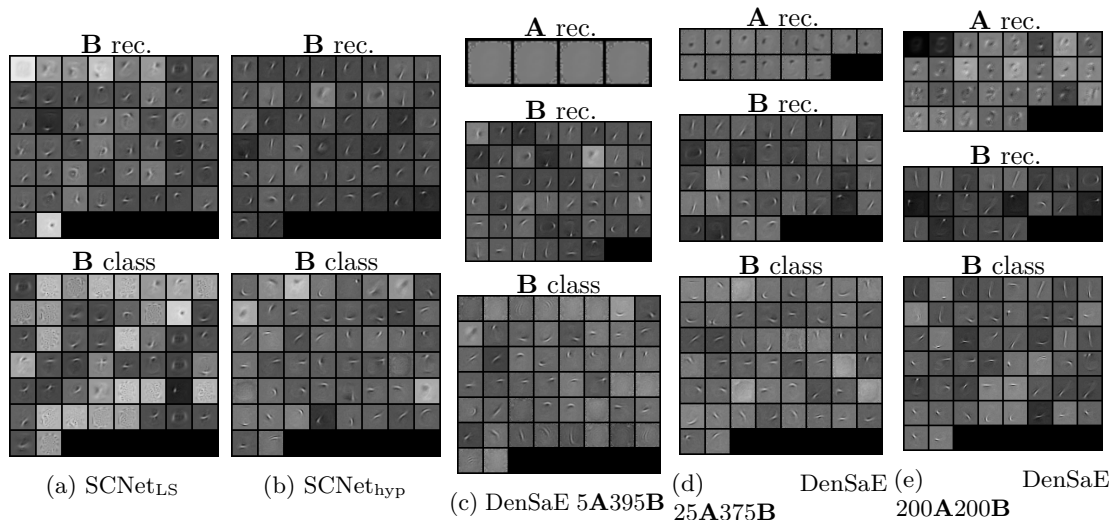 B rec.
B class
(a) SCNetLS
B rec.
B class
(b) SCNethyp
A rec.
B rec.
B class
(c) DenSaE 5A395B
A rec.
B rec.
B class
(d) DenSaE
25A375B
A rec.
B rec.
B class
(e) DenSaE
200A200B